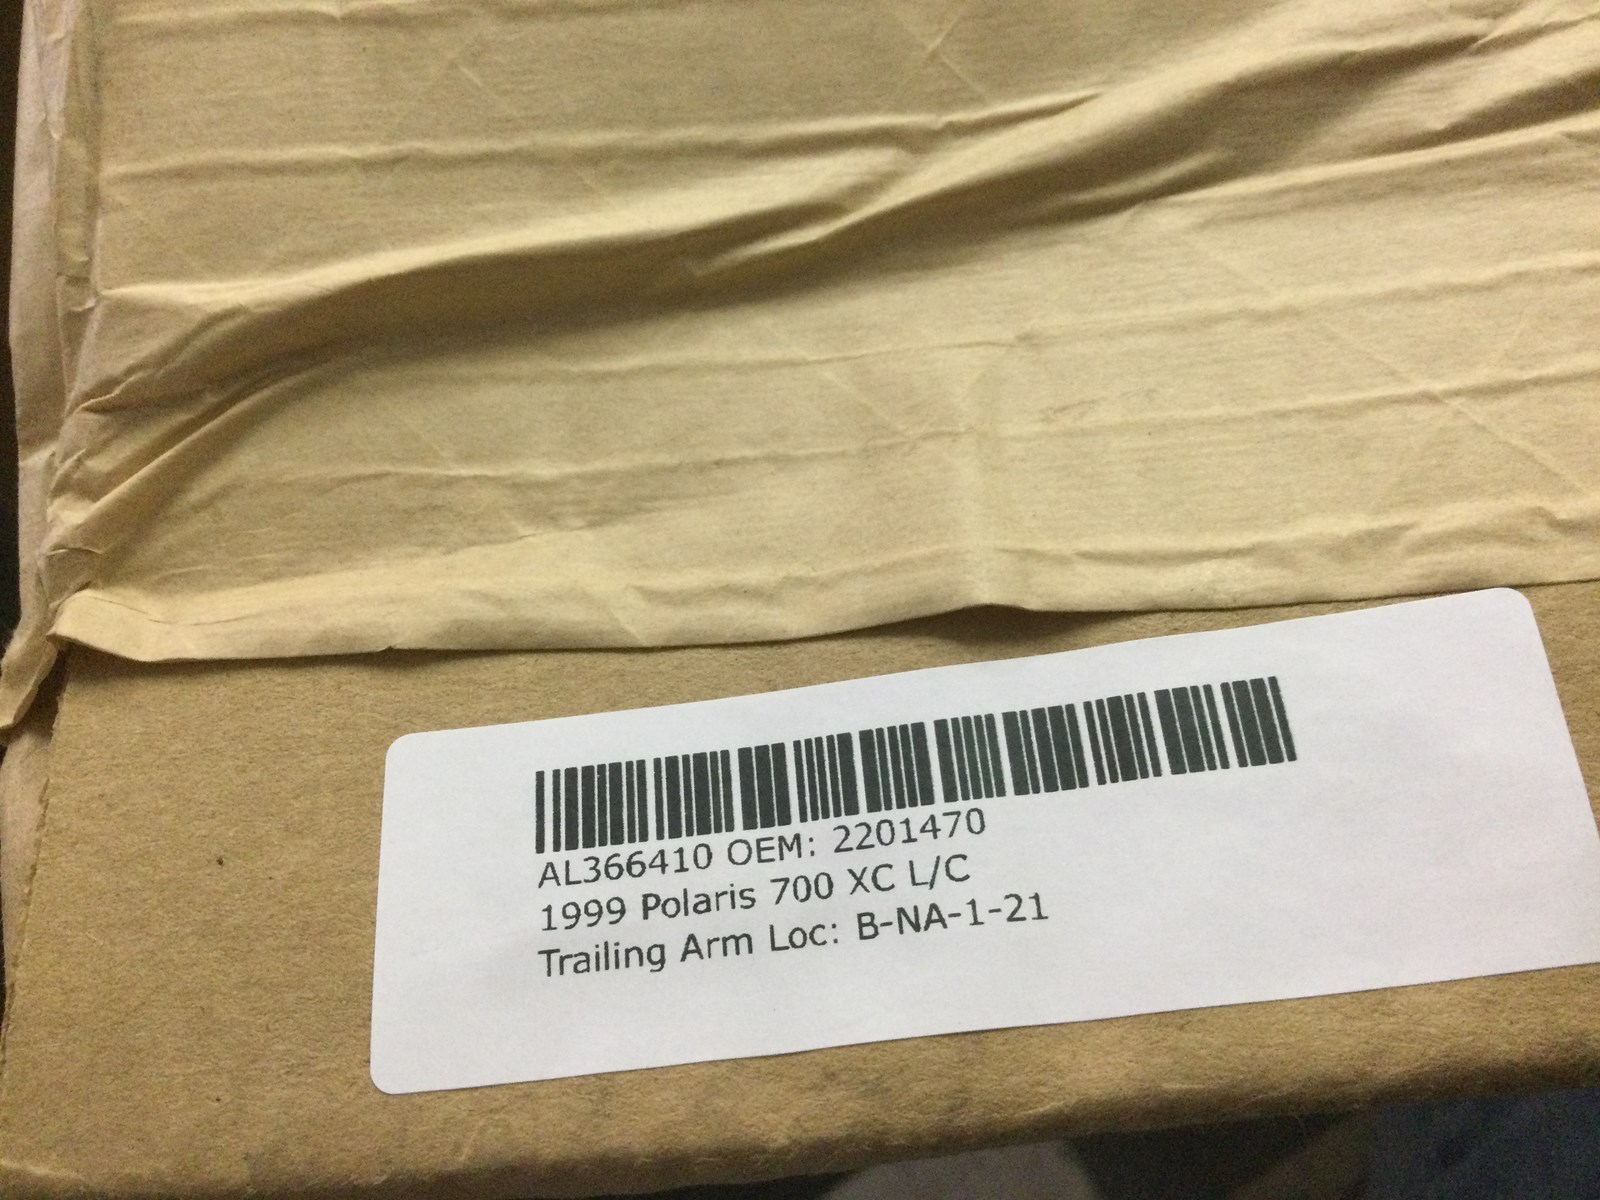 AL366410 OEM: 2201470
1999 Polaris 700 XC L/C
Trailing Arm Loc: B-NA-1-21